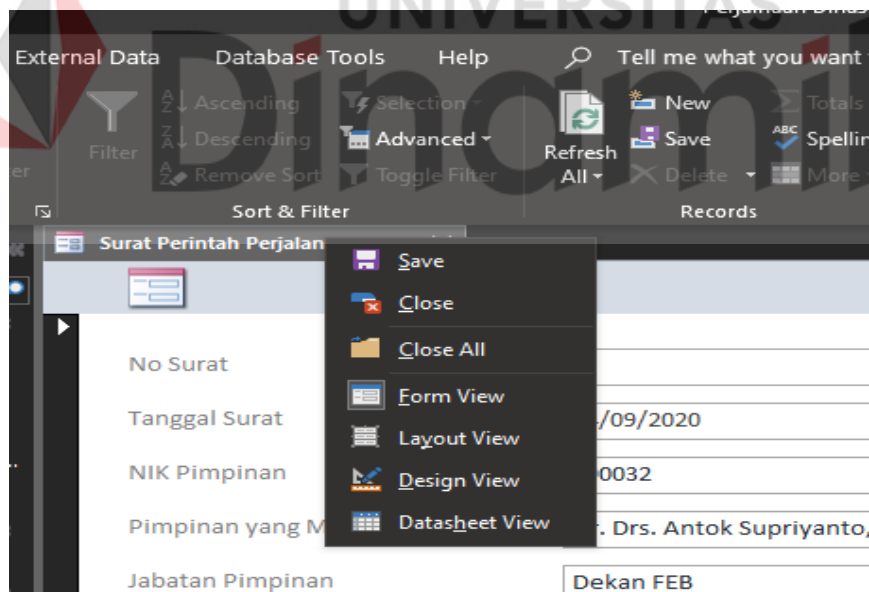 UNIVERSITAS
Dinamik
External Data Database Tools Help Tell me what you want
Filter
Ascending
Descending
Remove Sort
Selection
Advanced
Toggle Filter
Sort & Filter
Refresh
All
New
Save
Delete
Totals
ABC
Spellin
More
Records
Surat Perintah Perjalan
Save
Close
Close All
Form View
Layout View
Design View
Datasheet View
No Surat
Tanggal Surat /09/2020
NIK Pimpinan 0032
Pimpinan yang M . Drs. Antok Supriyanto,
Jabatan Pimpinan Dekan FEB